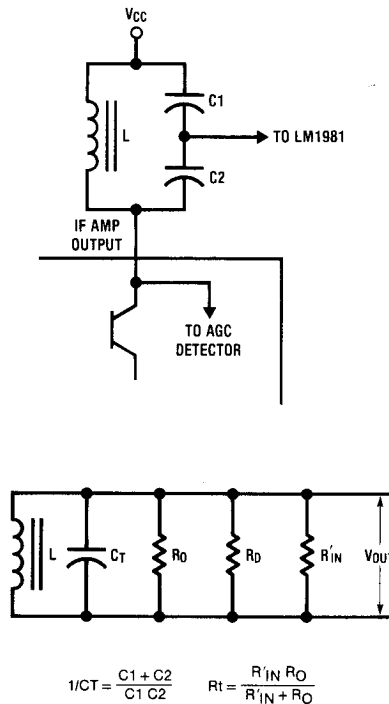 VCC
C1
L
TO LM1981
C2
IF AMP
OUTPUT
TO AGC
DETECTOR
L
CT
RO
RD
R'IN
VOUT
1/CT = C1 + C2 / C1 C2
Rt = R'IN RO / R'IN + RO